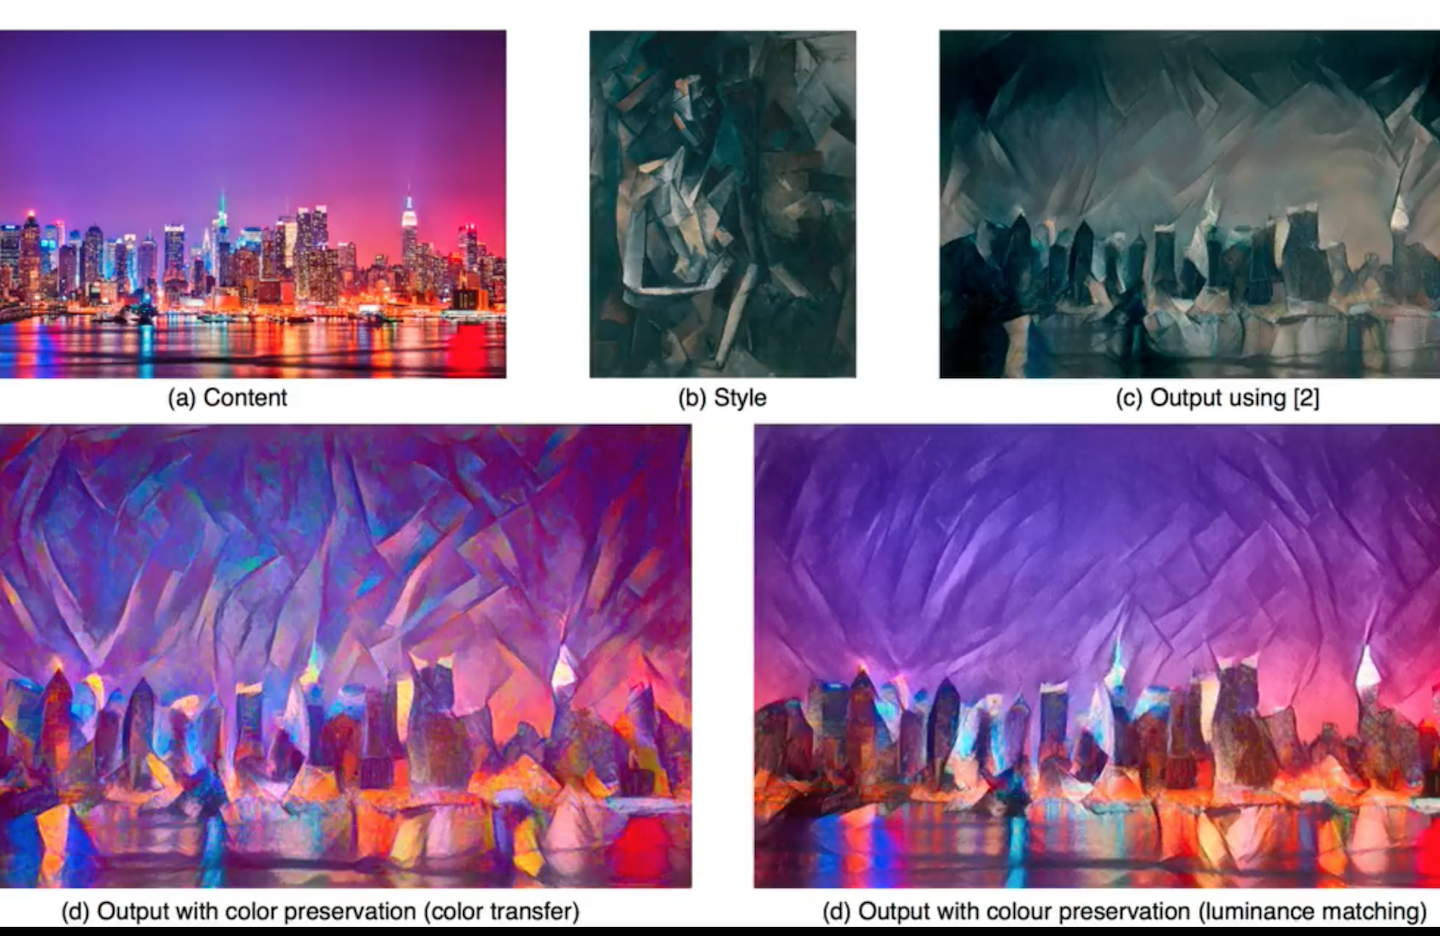 (a) Content
(b) Style
(c) Output using [2]
(d) Output with color preservation (color transfer)
(d) Output with colour preservation (luminance matching)